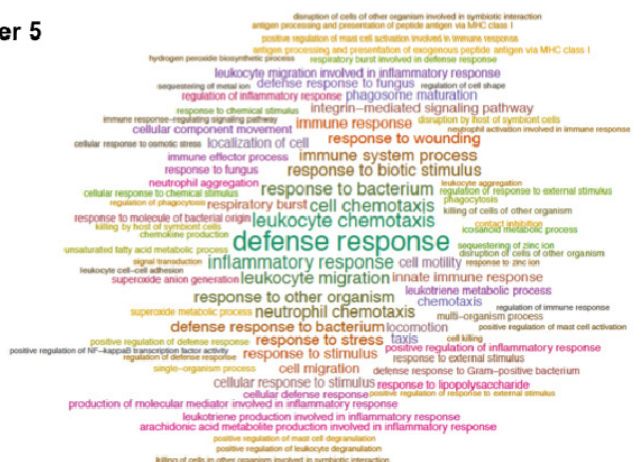 er 5
disruption of cells of other organism involved in symbiotic interaction
antigen processing and presentation of peptide antigen via MHC class I
positive regulation of mast cell activation involved in immune response
antigen processing and presentation of exogenous peptide antigen via MHC class I
hydrogen peroxide biosynthetic process respiratory burst involved in defense response
leukocyte migration involved in inflammatory response
sequestering of metal ion defense response to fungus regulation of cell shape
regulation of inflammatory response phagosome maturation
response to chemical stimulus integrin-mediated signaling pathway
immune response-regulating signaling pathway immune response disruption by host of symbiont cells
cellular component movement neutrophil activation involved in immune response
cellular response to osmotic stress localization of cell response to wounding
immune effector process immune system process
response to fungus response to biotic stimulus
neutrophil aggregation leukocyte aggregation
cellular response to chemical stimulus response to bacterium regulation of response to external stimulus
regulation of phagocytosis respiratory burst cell chemotaxis phagocytosis
response to molecule of bacterial origin leukocyte chemotaxis killing of cells of other organism
killing by host of symbiont cells contact inhibition
chemokine production icosanoid metabolic process
unsaturated fatty acid metabolic process defense response sequestering of zinc ion
disruption of cells of other organism
signal transduction inflammatory response cell motility response to zinc ion
leukocyte cell-cell adhesion
superoxide anion generation leukocyte migration innate immune response
leukotriene metabolic process
response to other organism chemotaxis
superoxide metabolic process neutrophil chemotaxis regulation of immune response
multi-organism process
defense response to bacterium locomotion positive regulation of mast cell activation
positive regulation of defense response response to stress taxis cell killing
positive regulation of NF-kappaB transcription factor activity positive regulation of inflammatory response
regulation of defense response response to stimulus response to external stimulus
single-organism process cell migration defense response to Gram-positive bacterium
cellular response to stimulus response to lipopolysaccharide
cellular defense response positive regulation of response to external stimulus
production of molecular mediator involved in inflammatory response
leukotriene production involved in inflammatory response
arachidonic acid metabolite production involved in inflammatory response
positive regulation of mast cell degranulation
positive regulation of leukocyte degranulation
killing of cells in other organism involved in symbiotic interaction